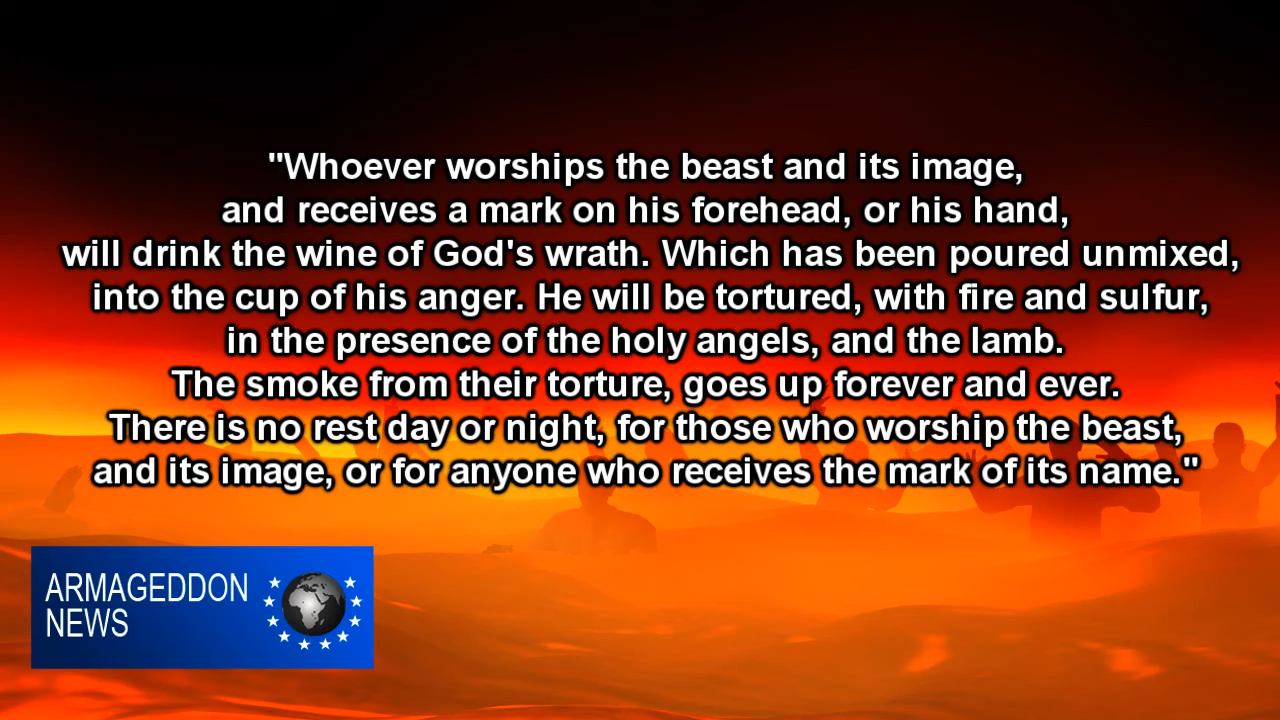 "Whoever worships the beast and its image,
and receives a mark on his forehead, or his hand,
will drink the wine of God's wrath. Which has been poured unmixed,
into the cup of his anger. He will be tortured, with fire and sulfur,
in the presence of the holy angels, and the lamb.
The smoke from their torture, goes up forever and ever.
There is no rest day or night, for those who worship the beast,
and its image, or for anyone who receives the mark of its name."
ARMAGEDDON
NEWS